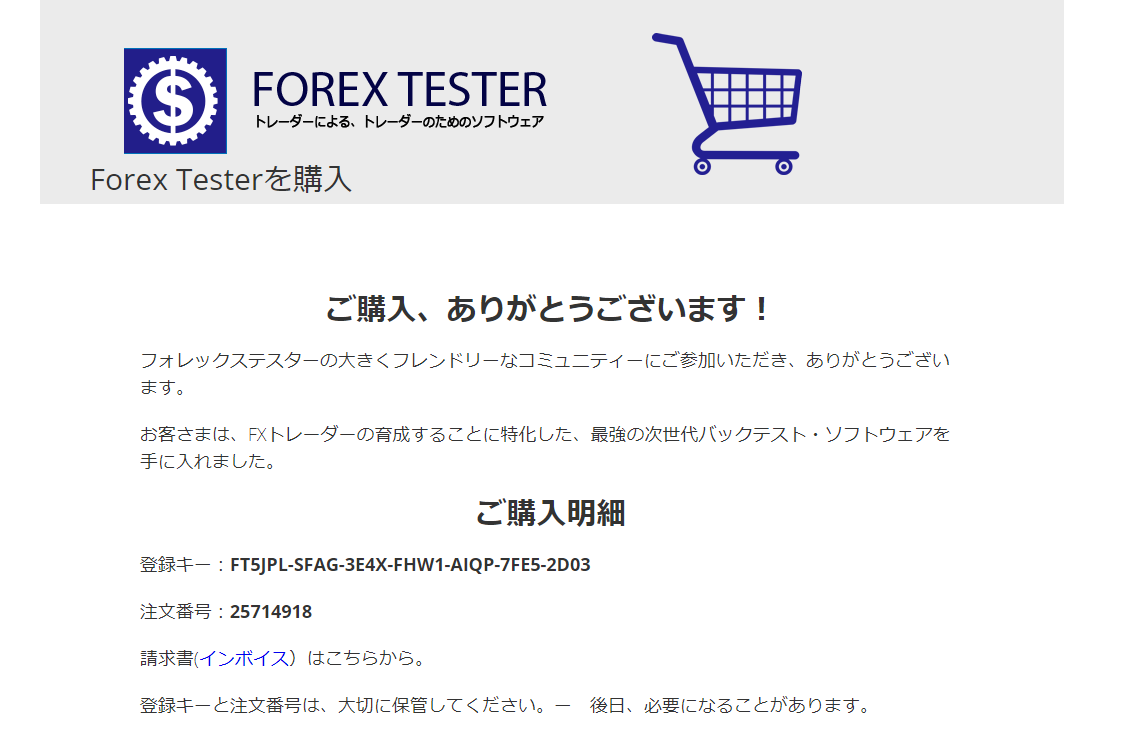 FOREX TESTER
トレーダーによる、トレーダーのためのソフトウェア
Forex Testerを購入
ご購入、ありがとうございます！
フォレックステスターの大きくフレンドリーなコミュニティーにご参加いただき、ありがとうござい
ます。
お客さまは、FXトレーダーの育成することに特化した、最強の次世代バックテスト・ソフトウェアを
手に入れました。
ご購入明細
登録キー：FT5JPL-SFAG-3E4X-FHW1-AIQP-7FE5-2D03
注文番号：25714918
請求書(インボイス）はこちらから。
登録キーと注文番号は、大切に保管してください。ー　後日、必要になることがあります。